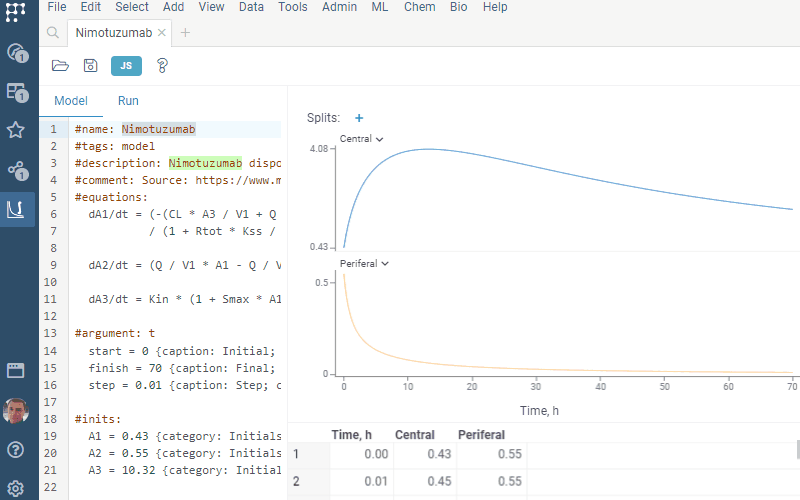 File Edit Select Add View Data Tools Admin ML Chem Bio Help
Nimotuzumab
JS
Model Run
1 #name: Nimotuzumab
2 #tags: model
3 #description: Nimotuzumab dispo
4 #comment: Source: https://www.m
5 #equations:
6 dA1/dt = (-(CL * A3 / V1 + Q
7 / (1 + Rtot * Kss /
8
9 dA2/dt = (Q / V1 * A1 - Q / V
10
11 dA3/dt = Kin * (1 + Smax * A1
12
13 #argument: t
14 start = 0 {caption: Initial;
15 finish = 70 {caption: Final;
16 step = 0.01 {caption: Step; c
17
18 #inits:
19 A1 = 0.43 {category: Initials
20 A2 = 0.55 {category: Initials
21 A3 = 10.32 {category: Initial
22
1
1
1
Splits: +
Central
4.08
0.43
Periferal
0.5
0
0 10 20 30 40 50 60 70
Time, h
Time, h Central Periferal
1 0.00 0.43 0.55
2 0.01 0.45 0.55